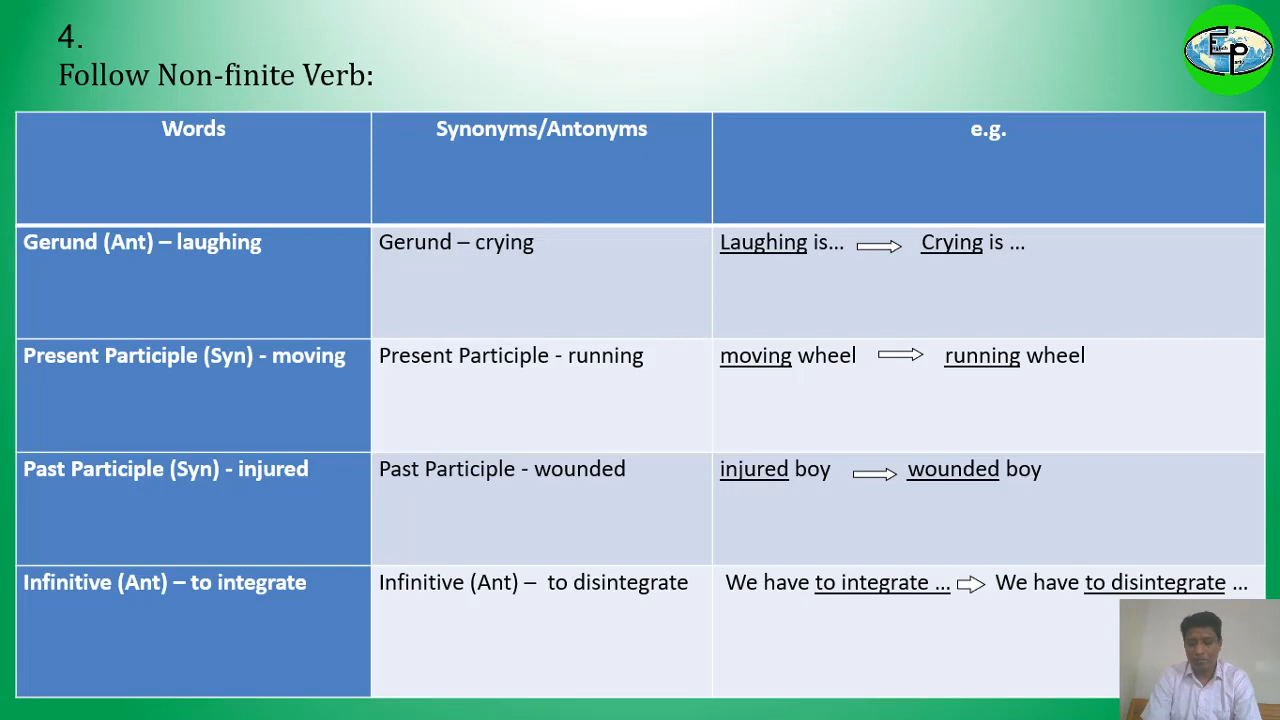 4.
Follow Non-finite Verb:
Words Synonyms/Antonyms e.g.
Gerund (Ant) – laughing Gerund – crying Laughing is... Crying is ...
Present Participle (Syn) - moving Present Participle - running moving wheel running wheel
Past Participle (Syn) - injured Past Participle - wounded injured boy wounded boy
Infinitive (Ant) – to integrate Infinitive (Ant) – to disintegrate We have to integrate ... We have to disintegrate ...